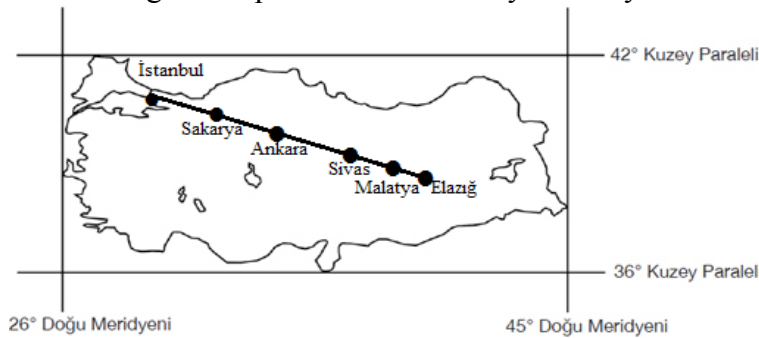 42° Kuzey Paraleli
İstanbul
Sakarya
Ankara
Sivas
Malatya
Elazığ
36° Kuzey Paralel
26° Doğu Meridyeni
45° Doğu Meridyeni